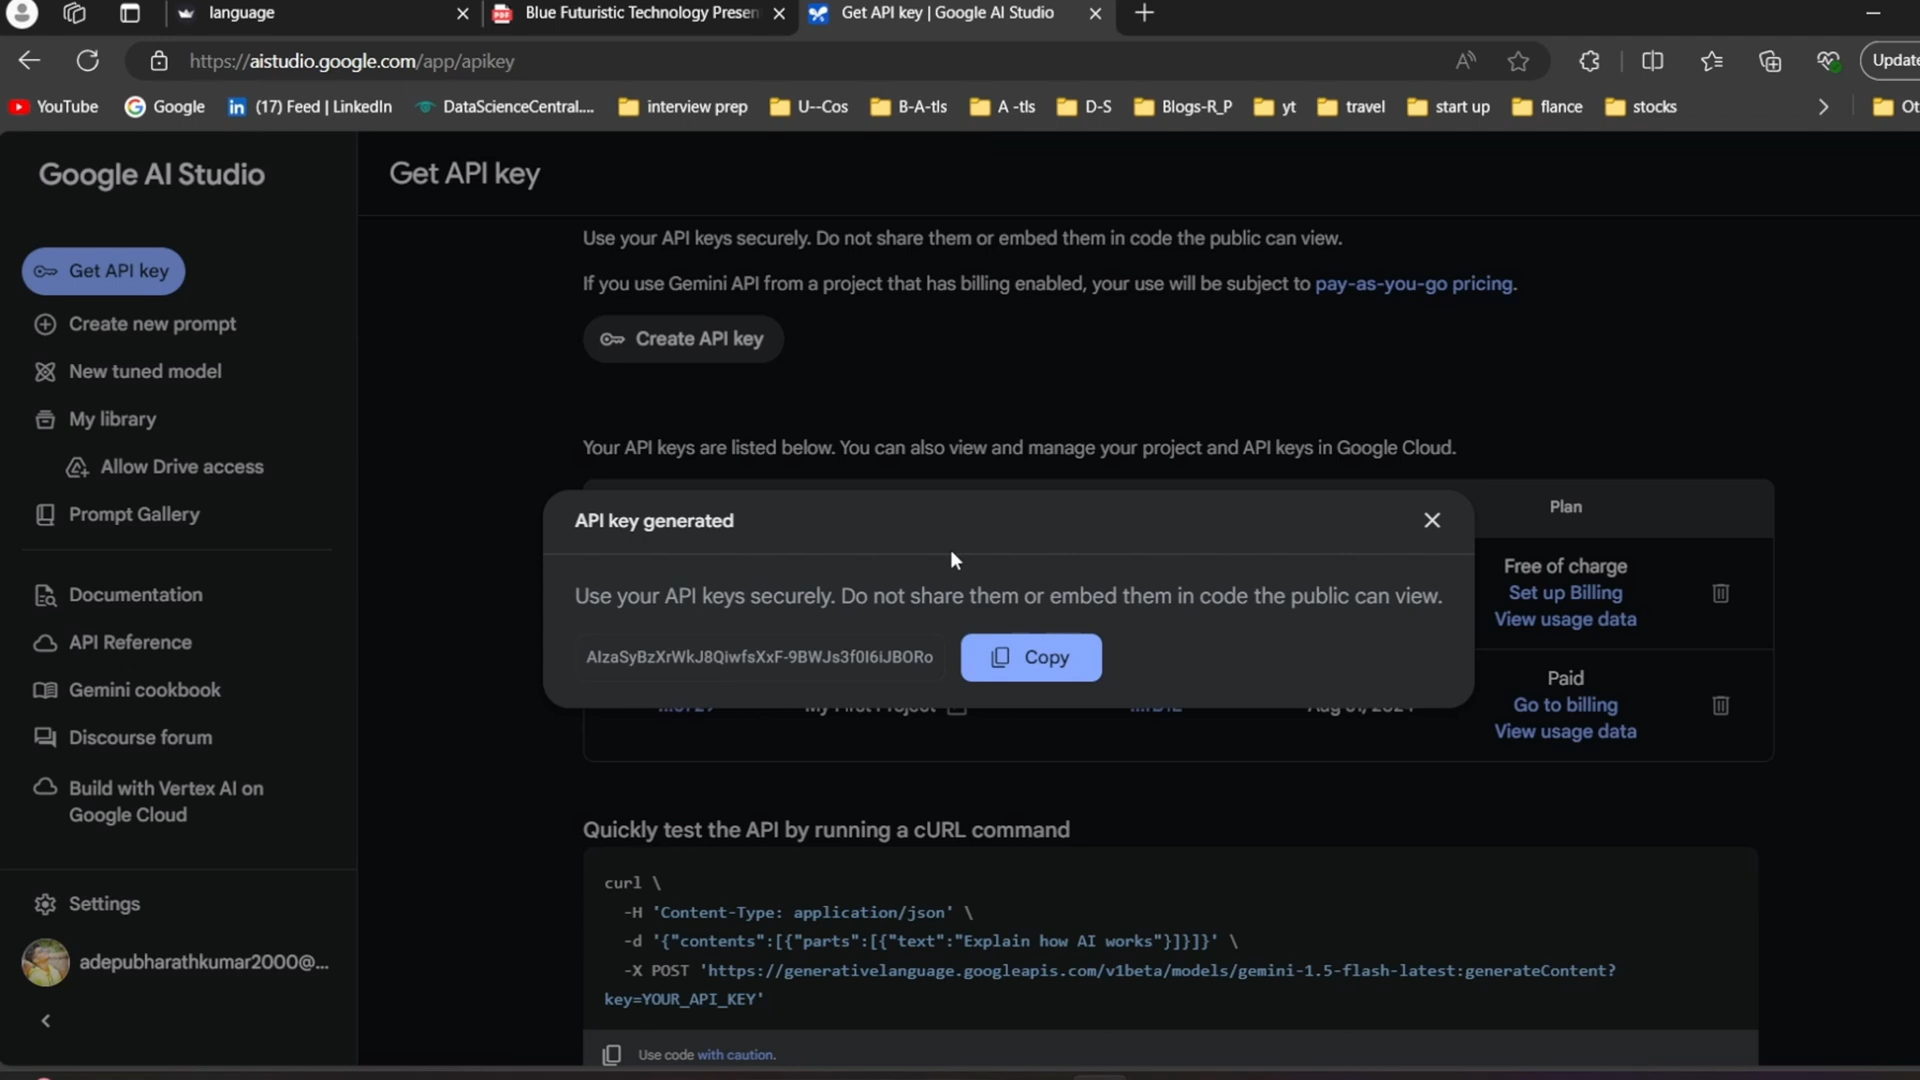 language
Blue Futuristic Technology Presen
Get API key | Google AI Studio
https://aistudio.google.com/app/apikey
Update
YouTube
Google
(17) Feed | LinkedIn
DataScienceCentral....
interview prep
U--Cos
B-A-tls
A -tls
D-S
Blogs-R_P
yt
travel
start up
flance
stocks
Google AI Studio
Get API key
Get API key
Create new prompt
New tuned model
My library
Allow Drive access
Prompt Gallery
Documentation
API Reference
Gemini cookbook
Discourse forum
Build with Vertex AI on
Google Cloud
Settings
adepubharathkumar2000@...
Use your API keys securely. Do not share them or embed them in code the public can view.
If you use Gemini API from a project that has billing enabled, your use will be subject to pay-as-you-go pricing.
Create API key
Your API keys are listed below. You can also view and manage your project and API keys in Google Cloud.
Plan
API key generated
Use your API keys securely. Do not share them or embed them in code the public can view.
Copy
Free of charge
Set up Billing
View usage data
My First Project
Paid
Go to billing
View usage data
Quickly test the API by running a cURL command
curl \
-H 'Content-Type: application/json' \
-d '{"contents":[{"parts":[{"text":"Explain how AI works"}]}]}' \
-X POST 'https://generativelanguage.googleapis.com/v1beta/models/gemini-1.5-flash-latest:generateContent?
key=YOUR_API_KEY'
Use code with caution.